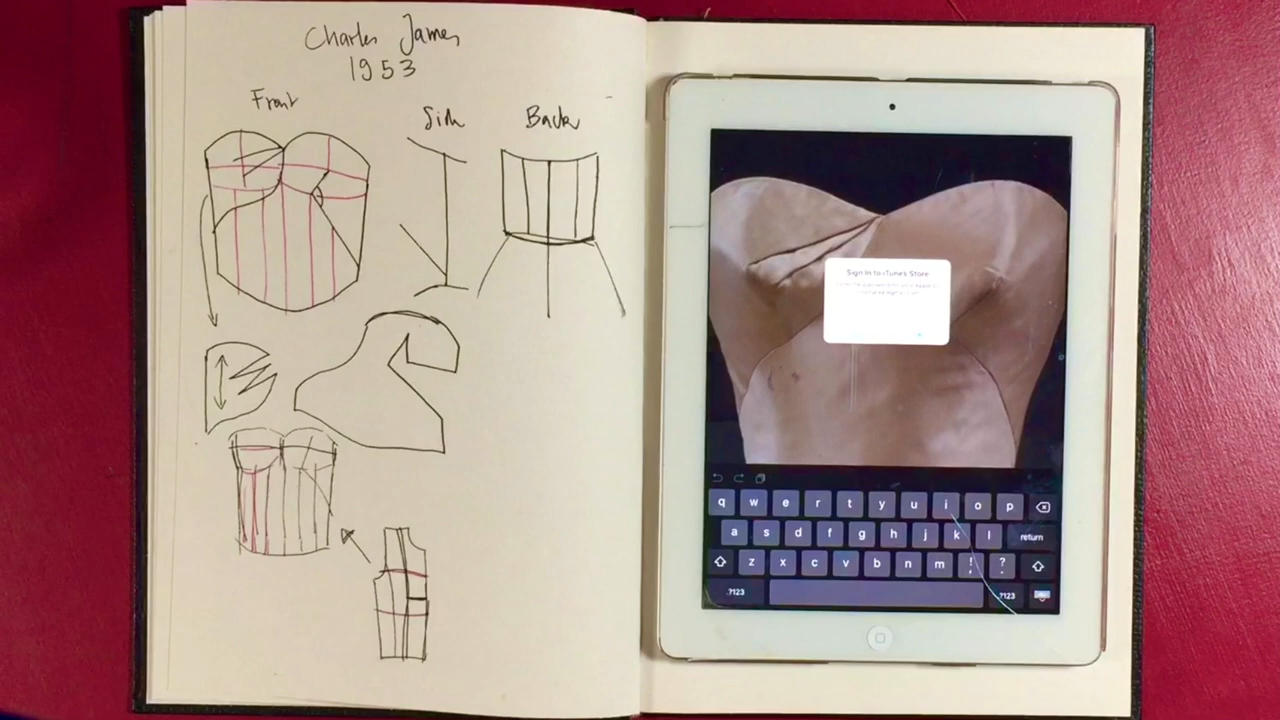 Charles James
1953
Front
Side
Back
Sign In to iTunes Store
q w e r t y u i o p
a s d f g h j k l return
z x c v b n m ! , ? .
.?123 .?123